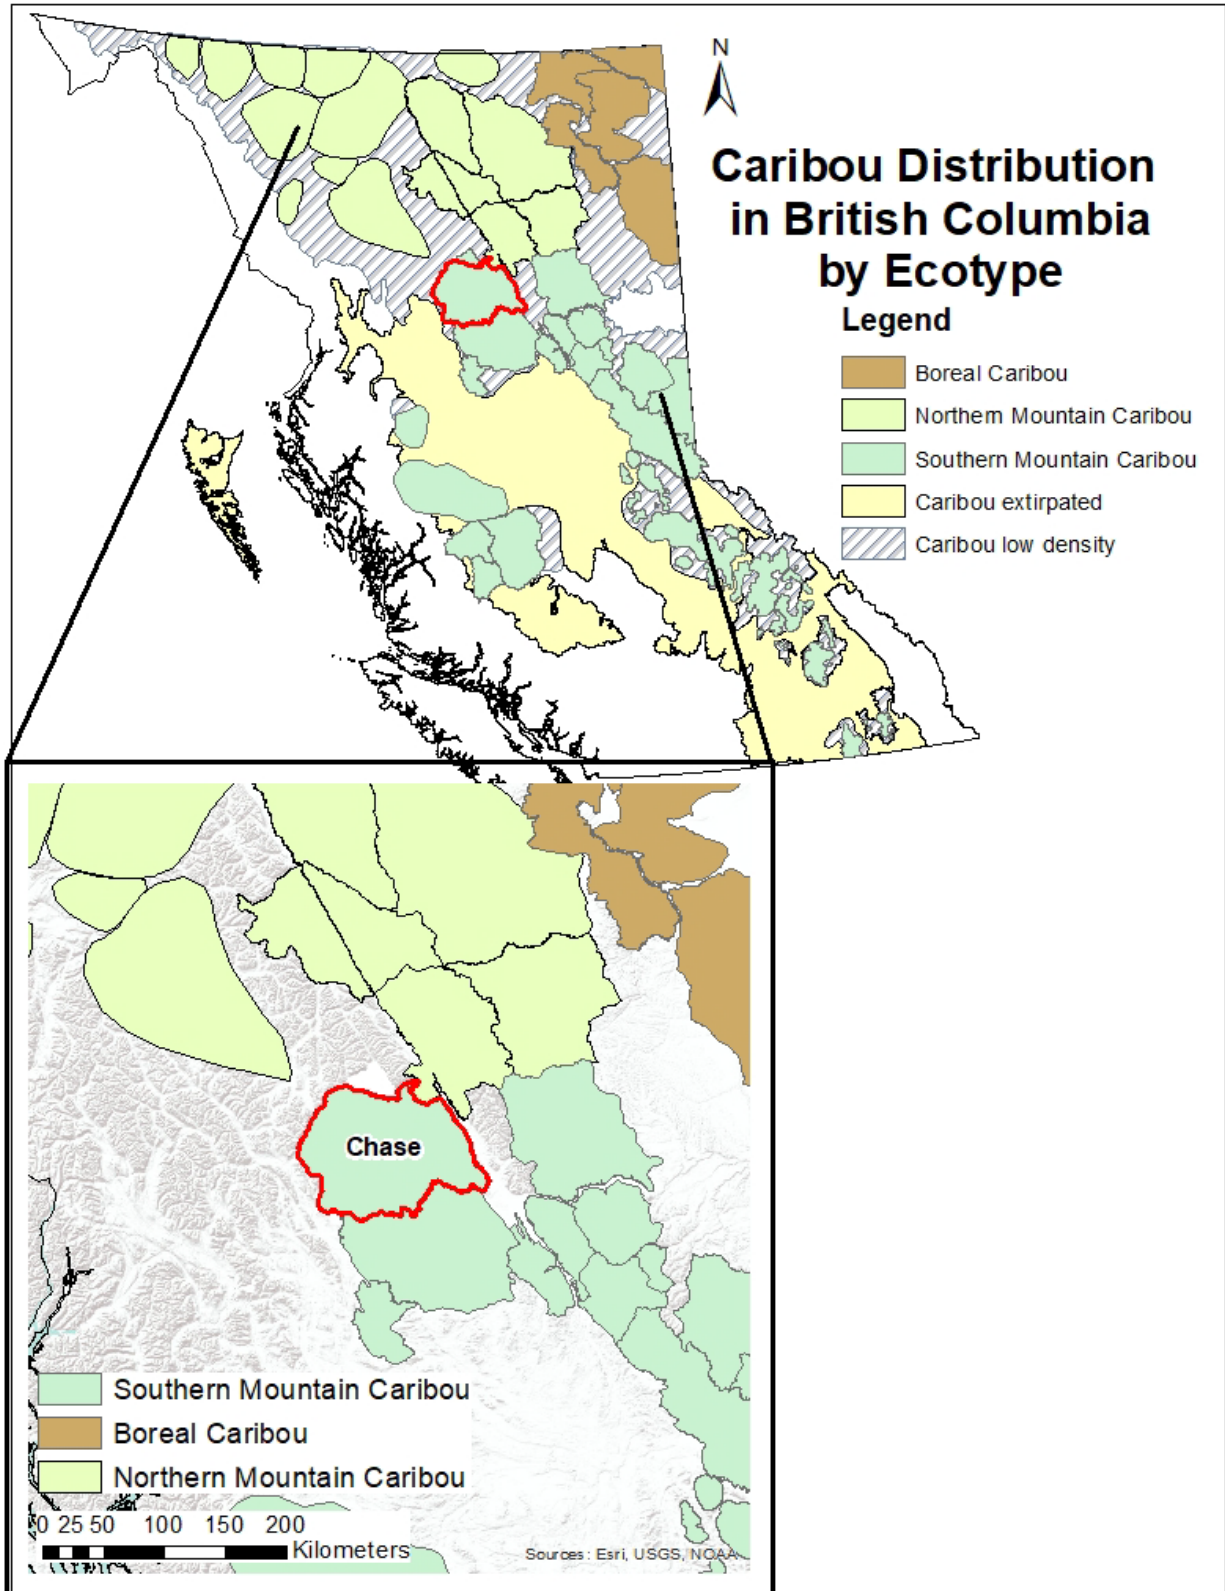 N
Caribou Distribution
in British Columbia
by Ecotype
Legend
Boreal Caribou
Northern Mountain Caribou
Southern Mountain Caribou
Caribou extirpated
Caribou low density
Chase
Southern Mountain Caribou
Boreal Caribou
Northern Mountain Caribou
0 25 50 100 150 200
Kilometers
Sources: Esri, USGS, NOAA